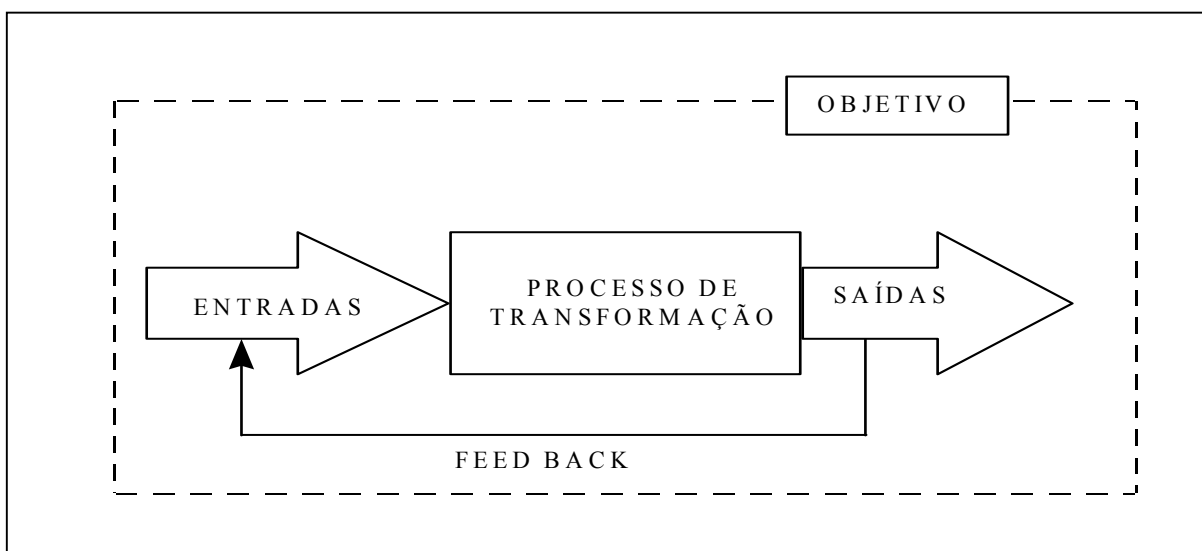 OBJETIVO
ENTRADAS
PROCESSO DE
TRANSFORMAÇÃO
SAÍDAS
FEED BACK